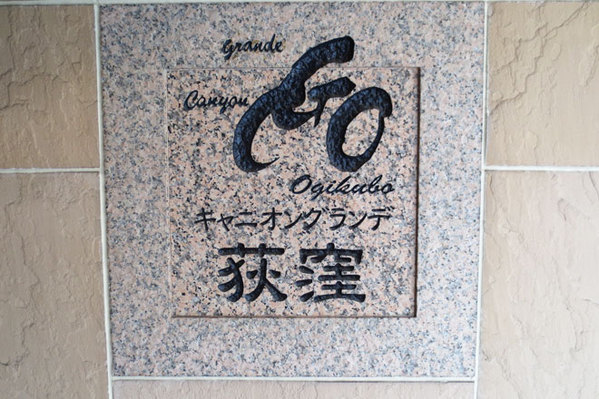 Grande
CGO
Canyon
Ogikubo
キャニオングランデ
荻窪